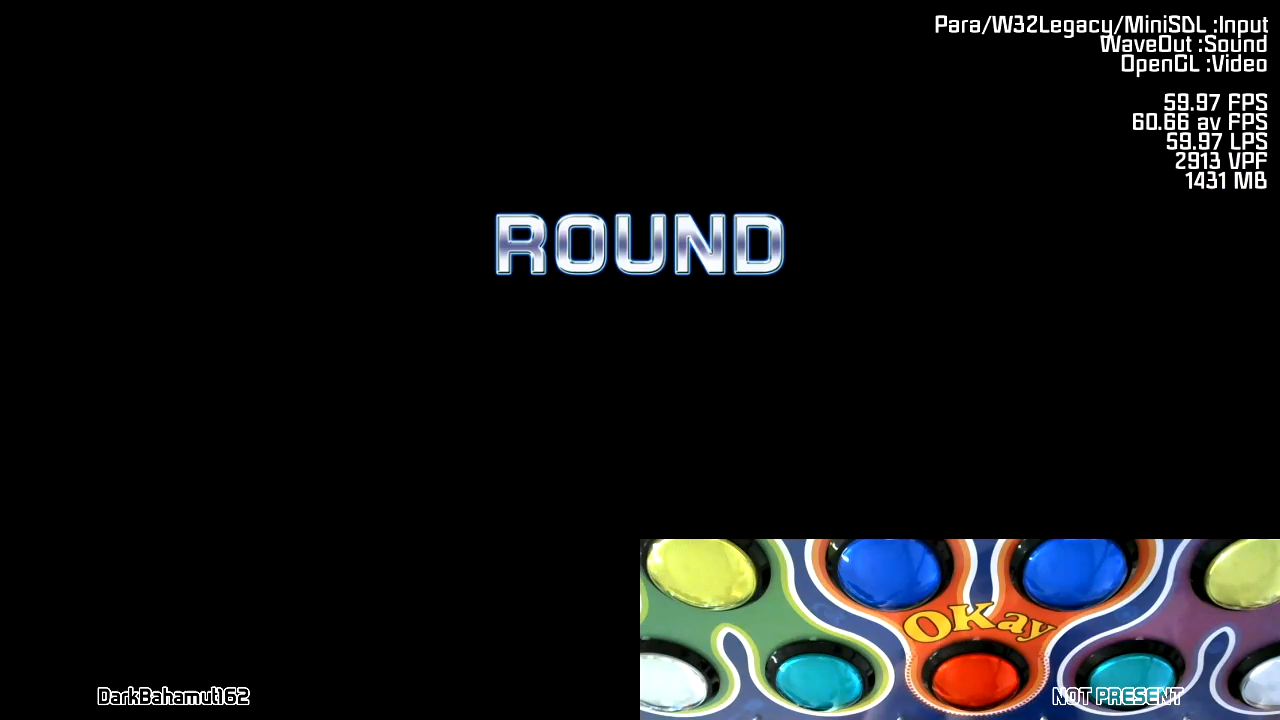 Para/W32Legacy/MiniSDL :Input
WaveOut :Sound
OpenGL :Video
59.97 FPS
60.66 av FPS
59.97 LPS
2913 VPF
1431 MB
ROUND
OKay
DarkBahamut162
NOT PRESENT